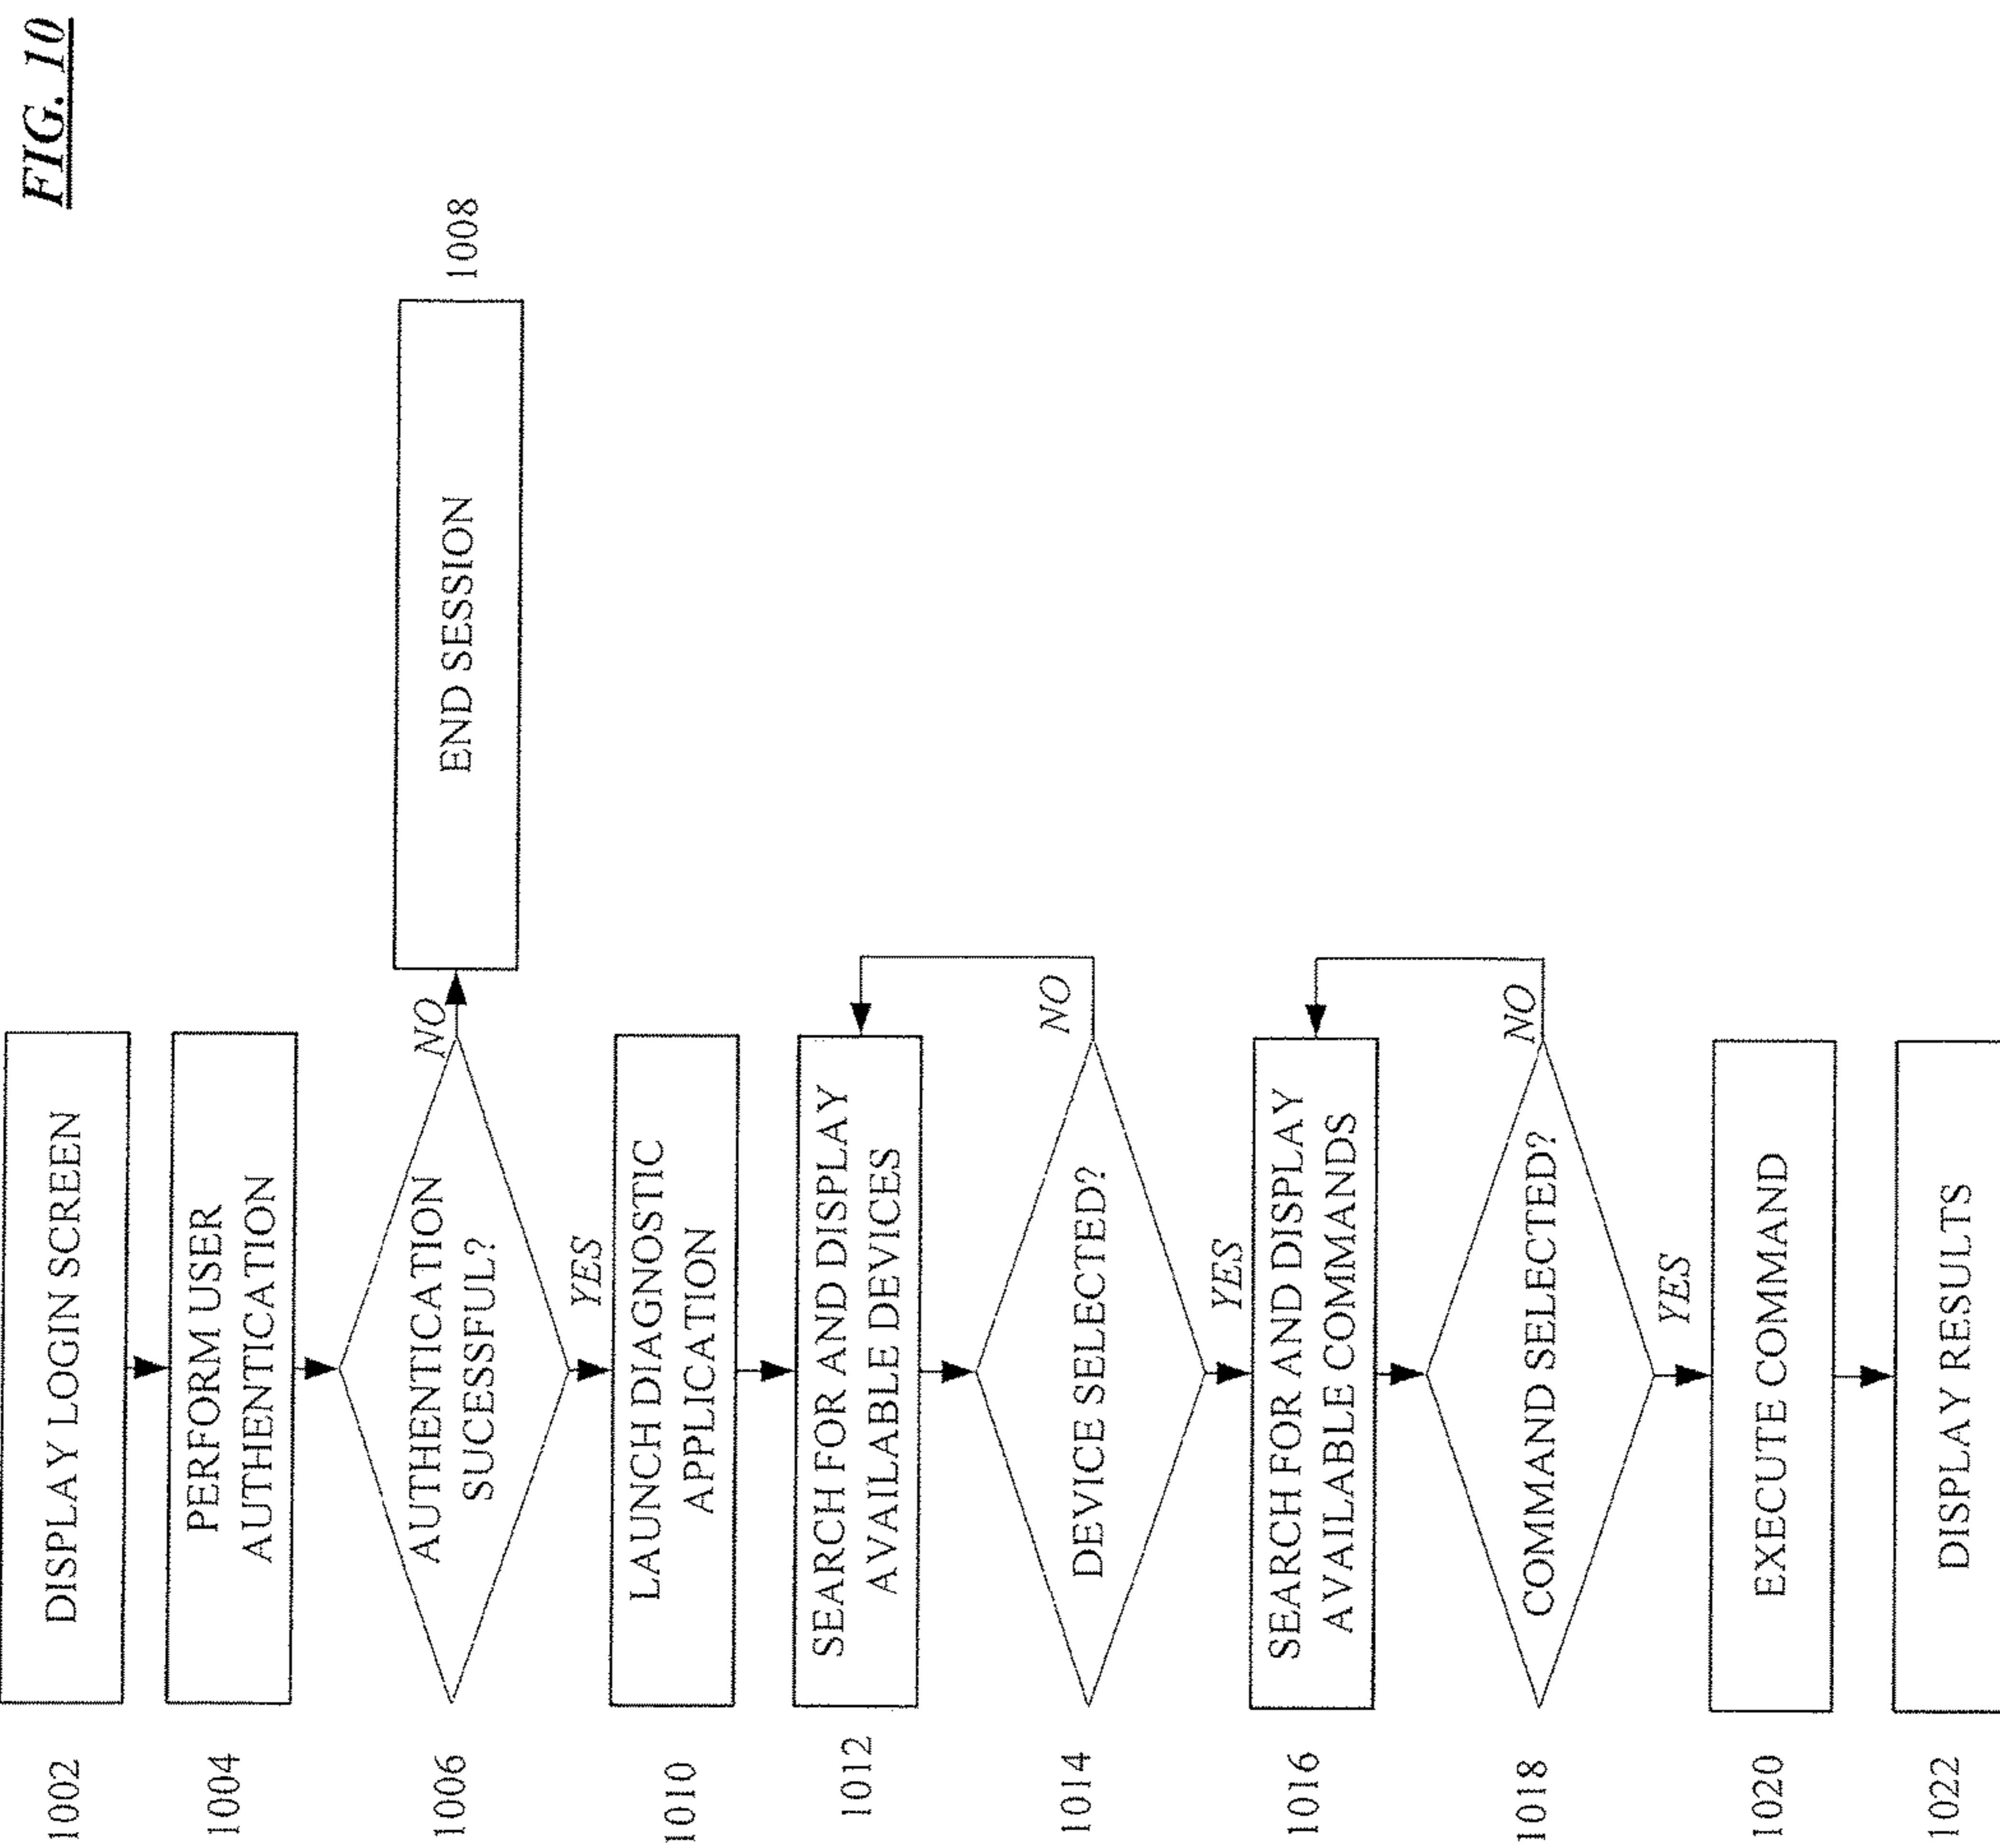 FIG. 10
1002
DISPLAY LOGIN SCREEN
1004
PERFORM USER
AUTHENTICATION
1006
AUTHENTICATION
SUCESSFUL?
NO
END SESSION
1008
YES
1010
LAUNCH DIAGNOSTIC
APPLICATION
1012
SEARCH FOR AND DISPLAY
AVAILABLE DEVICES
1014
DEVICE SELECTED?
NO
YES
1016
SEARCH FOR AND DISPLAY
AVAILABLE COMMANDS
1018
COMMAND SELECTED?
NO
YES
1020
EXECUTE COMMAND
1022
DISPLAY RESULTS